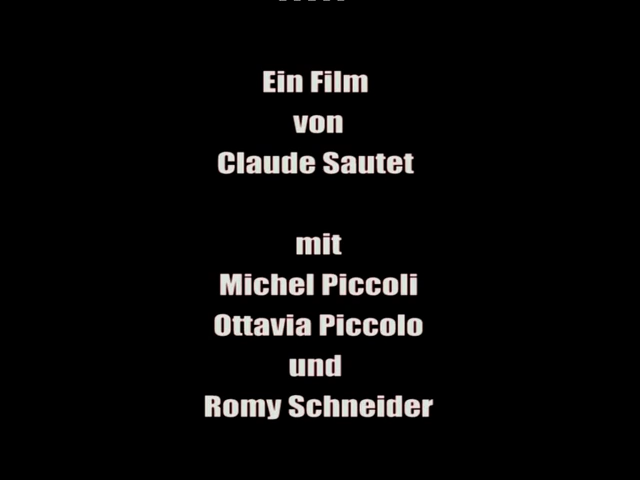 Ein Film
von
Claude Sautet
mit
Michel Piccoli
Ottavia Piccolo
und
Romy Schneider